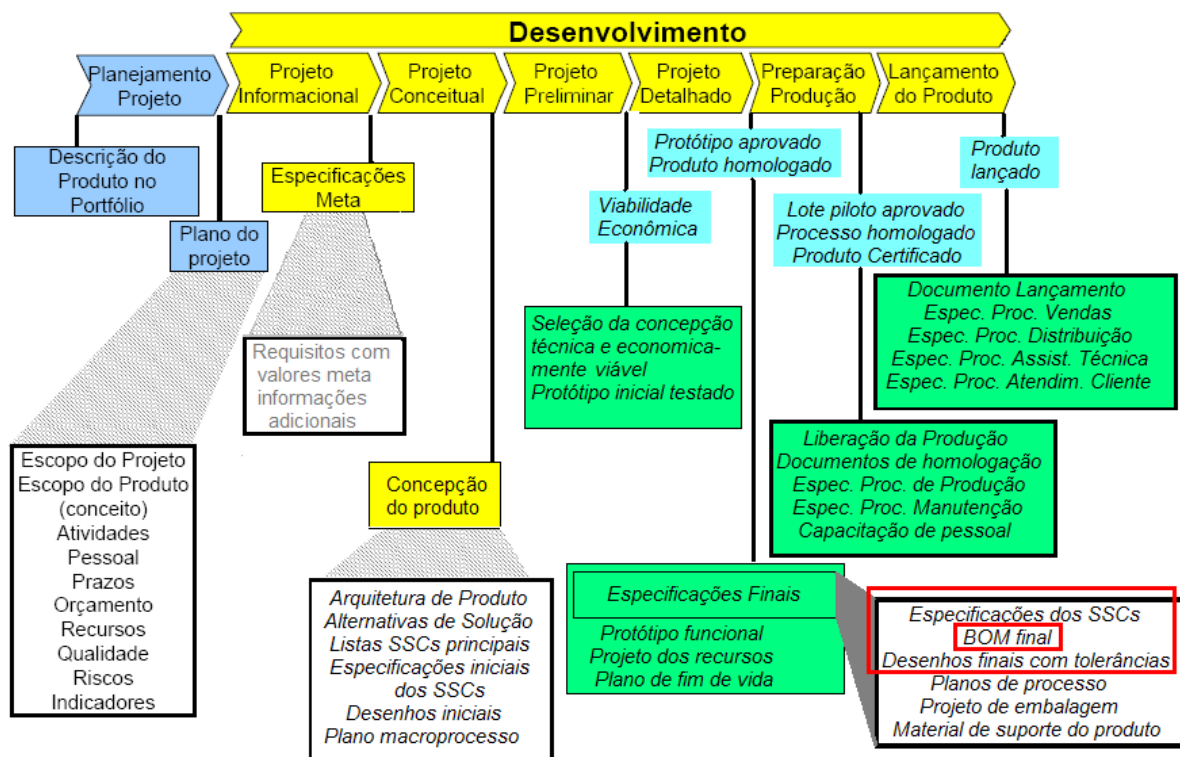 Desenvolvimento
Planejamento
Projeto
Projeto
Informacional
Projeto
Conceitual
Projeto
Preliminar
Projeto
Detalhado
Preparação
Produção
Lançamento
do Produto
Descrição do
Produto no
Portfólio
Plano do
projeto
Especificações
Meta
Viabilidade
Econômica
Protótipo aprovado
Produto homologado
Lote piloto aprovado
Processo homologado
Produto Certificado
Produto
lançado
Requisitos com
valores meta
informações
adicionais
Seleção da concepção
técnica e economica-
mente viável
Protótipo inicial testado
Documento Lançamento
Espec. Proc. Vendas
Espec. Proc. Distribuição
Espec. Proc. Assist. Técnica
Espec. Proc. Atendim. Cliente
Escopo do Projeto
Escopo do Produto
(conceito)
Atividades
Pessoal
Prazos
Orçamento
Recursos
Qualidade
Riscos
Indicadores
Concepção
do produto
Liberação da Produção
Documentos de homologação
Espec. Proc. de Produção
Espec. Proc. Manutenção
Capacitação de pessoal
Arquitetura de Produto
Alternativas de Solução
Listas SSCs principais
Especificações iniciais
dos SSCs
Desenhos iniciais
Plano macroprocesso
Especificações Finais
Protótipo funcional
Projeto dos recursos
Plano de fim de vida
Especificações dos SSCs
BOM final
Desenhos finais com tolerâncias
Planos de processo
Projeto de embalagem
Material de suporte do produto